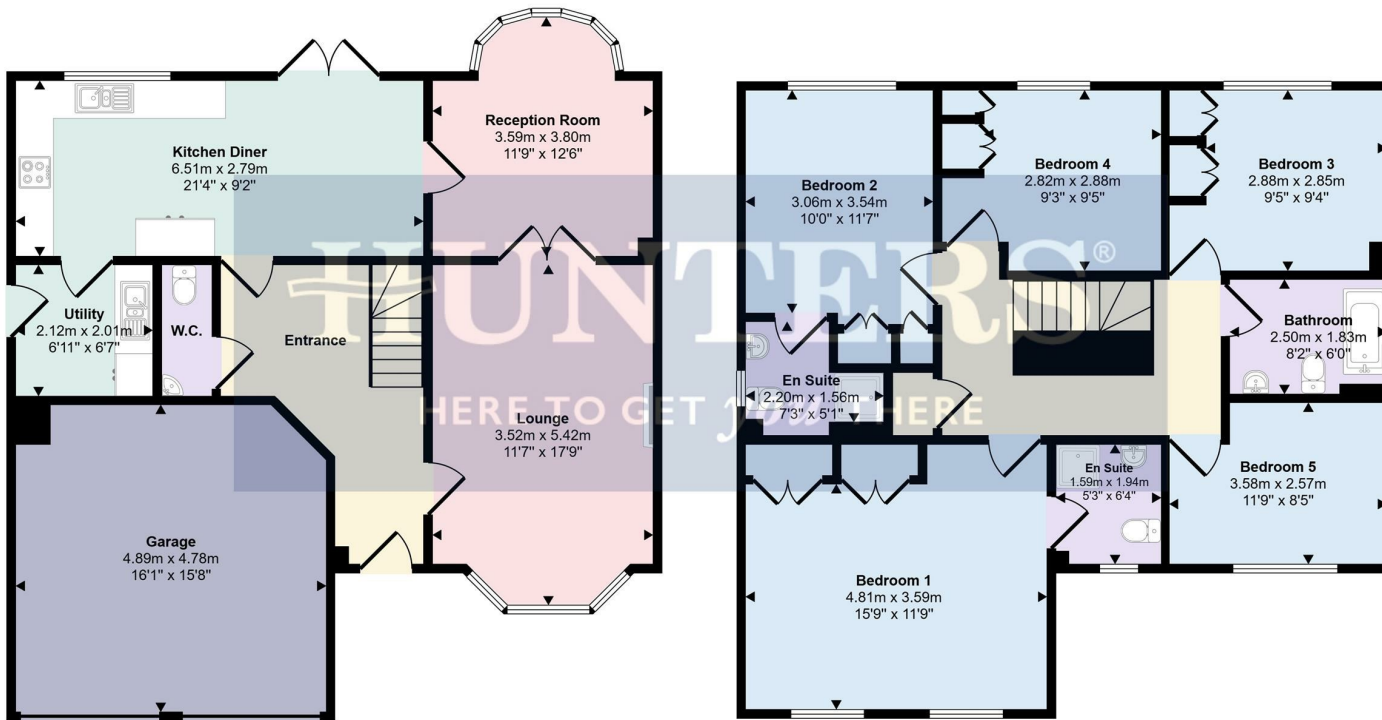 Kitchen Diner
6.51m x 2.79m
21'4" x 9'2"
Reception Room
3.59m x 3.80m
11'9" x 12'6"
Utility
2.12m x 2.01m
6'11" x 6'7"
W.C.
Entrance
Lounge
3.52m x 5.42m
11'7" x 17'9"
Garage
4.89m x 4.78m
16'1" x 15'8"
Bedroom 2
3.06m x 3.54m
10'0" x 11'7"
Bedroom 4
2.82m x 2.88m
9'3" x 9'5"
Bedroom 3
2.88m x 2.85m
9'5" x 9'4"
En Suite
2.20m x 1.56m
7'3" x 5'1"
Bathroom
2.50m x 1.83m
8'2" x 6'0"
En Suite
1.59m x 1.94m
5'3" x 6'4"
Bedroom 5
3.58m x 2.57m
11'9" x 8'5"
Bedroom 1
4.81m x 3.59m
15'9" x 11'9"
HUNTERS®
HERE TO GET you THERE